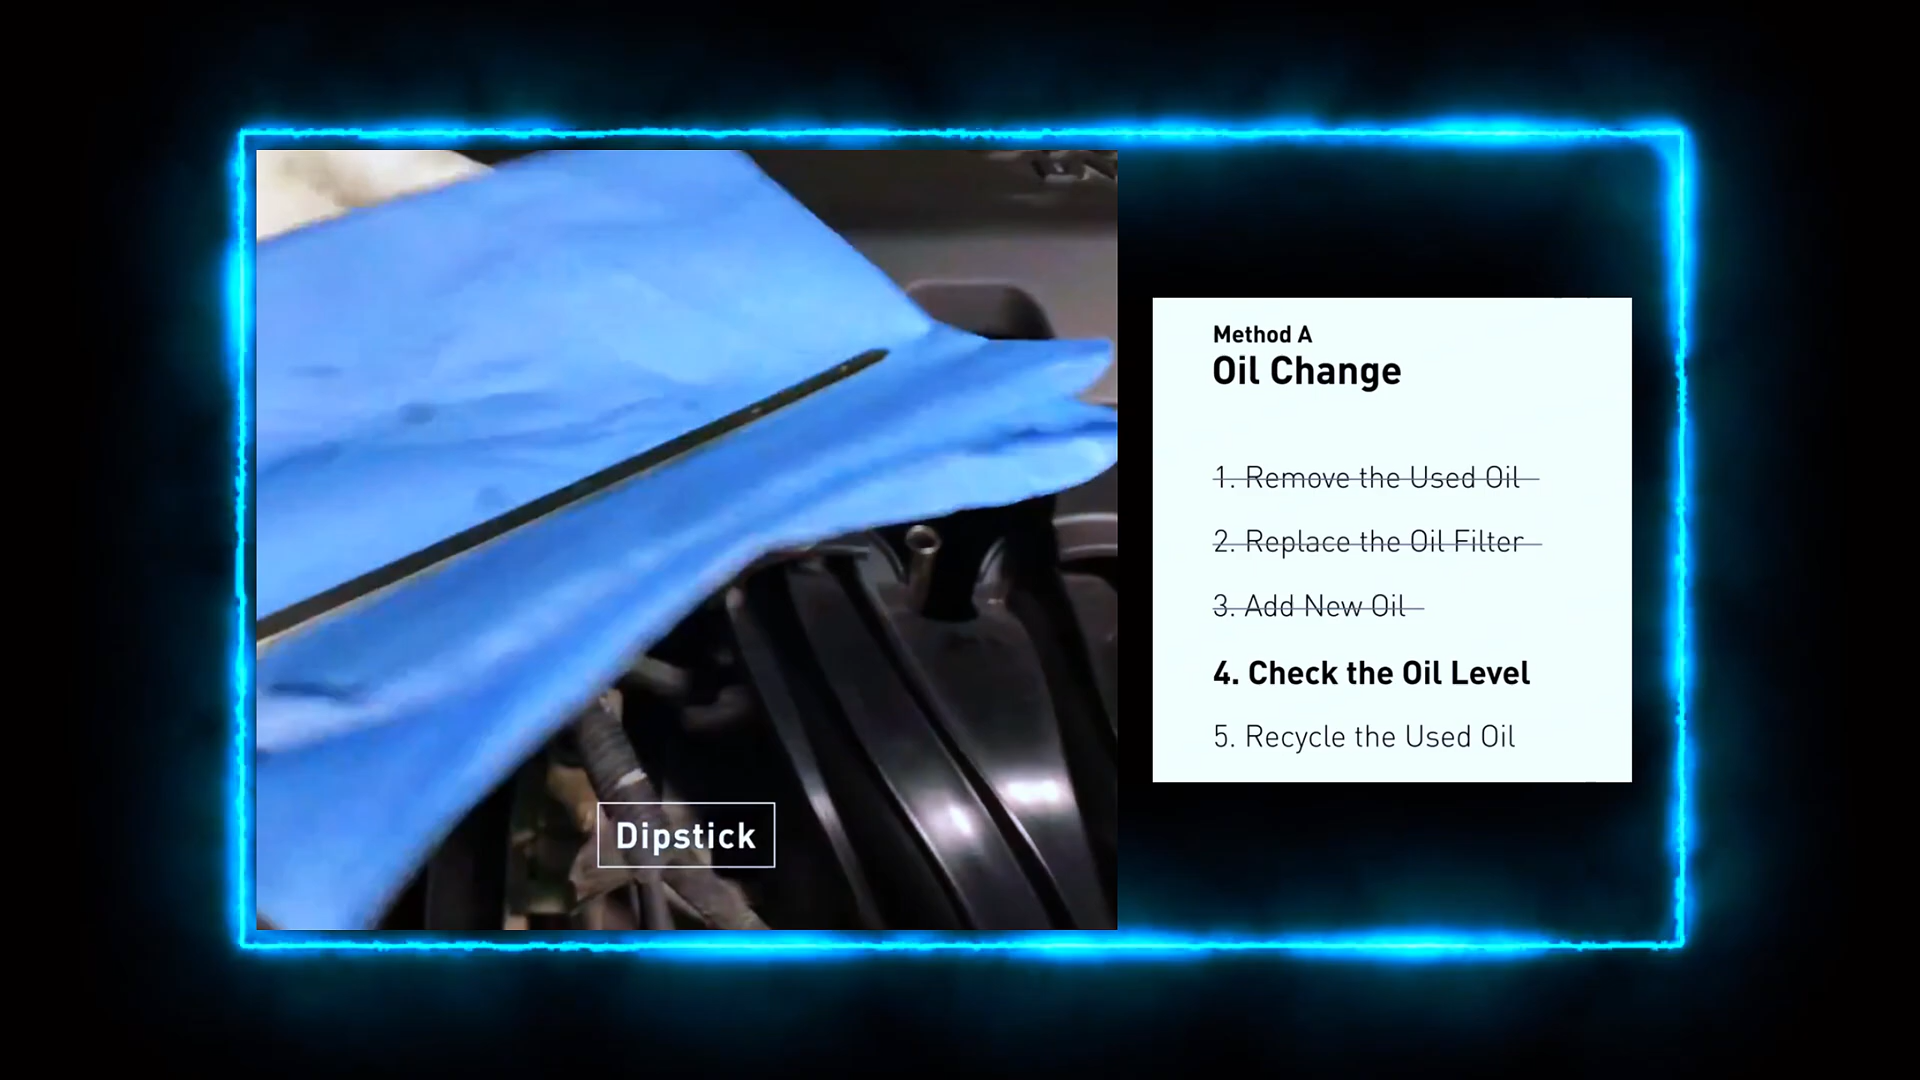 Method A
Oil Change
1. Remove the Used Oil
2. Replace the Oil Filter
3. Add New Oil
4. Check the Oil Level
5. Recycle the Used Oil
Dipstick